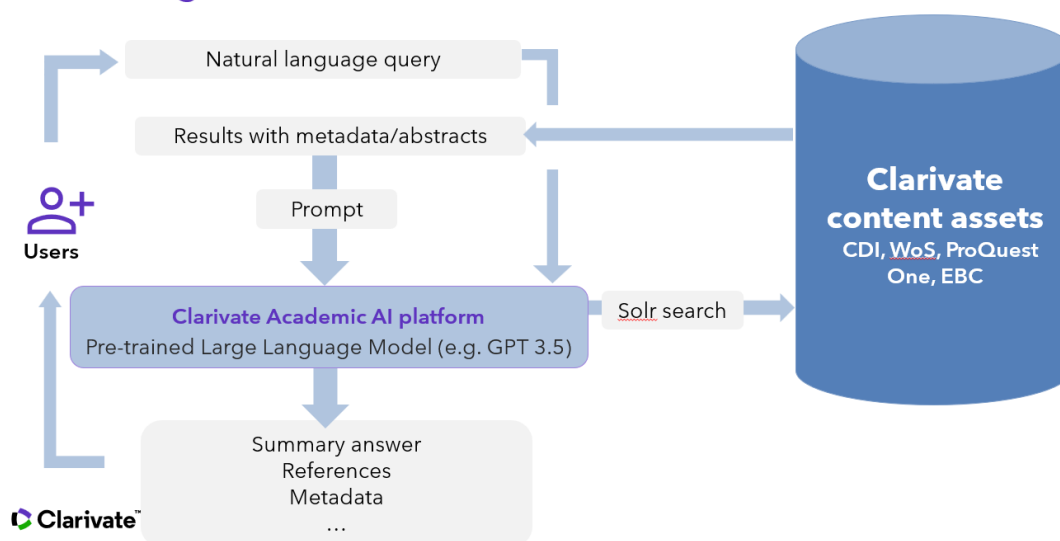 Natural language query
Results with metadata/abstracts
Prompt
Users
Clarivate Academic AI platform
Pre-trained Large Language Model (e.g. GPT 3.5)
Solr search
Clarivate
content assets
CDI, WoS, ProQuest
One, EBC
Summary answer
References
Metadata
...
Clarivate™